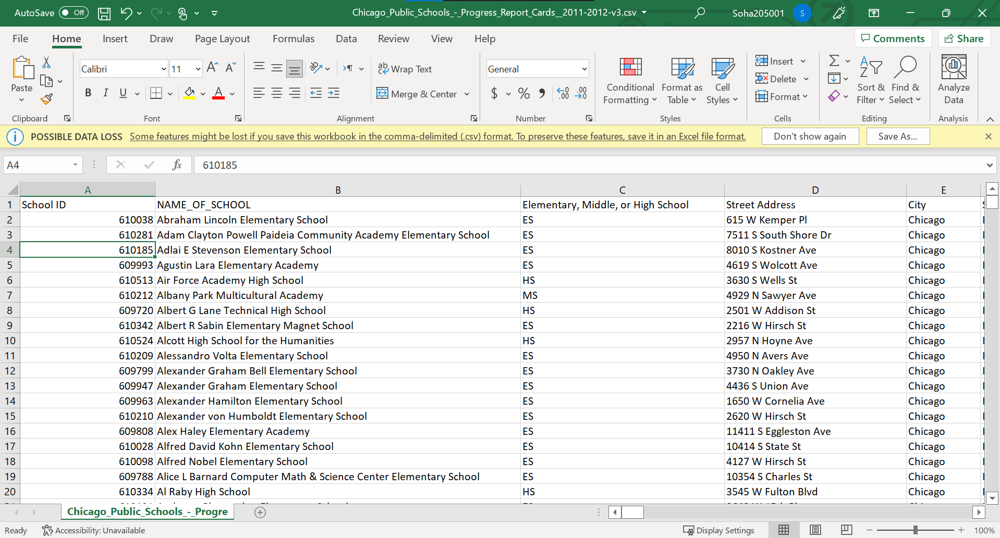 AutoSave Off Chicago_Public_Schools_-_Progress_Report_Cards__2011-2012-v3.csv Soha205001 S
File Home Insert Draw Page Layout Formulas Data Review View Help Comments Share
Paste Calibri 11 A A ab Wrap Text General Conditional Formatting Format as Table Cell Styles Insert Delete Format Σ Sort & Filter Find & Select Analyze Data
B I U A Merge & Center $ % 9 .00 .00
Clipboard Font Alignment Number Styles Cells Editing Analysis
POSSIBLE DATA LOSS Some features might be lost if you save this workbook in the comma-delimited (.csv) format. To preserve these features, save it in an Excel file format. Don't show again Save As...
A4 fx 610185
A B C D E
1 School ID NAME_OF_SCHOOL Elementary, Middle, or High School Street Address City
2 610038 Abraham Lincoln Elementary School ES 615 W Kemper Pl Chicago
3 610281 Adam Clayton Powell Paideia Community Academy Elementary School ES 7511 S South Shore Dr Chicago
4 610185 Adlai E Stevenson Elementary School ES 8010 S Kostner Ave Chicago
5 609993 Agustin Lara Elementary Academy ES 4619 S Wolcott Ave Chicago
6 610513 Air Force Academy High School HS 3630 S Wells St Chicago
7 610212 Albany Park Multicultural Academy MS 4929 N Sawyer Ave Chicago
8 609720 Albert G Lane Technical High School HS 2501 W Addison St Chicago
9 610342 Albert R Sabin Elementary Magnet School ES 2216 W Hirsch St Chicago
10 610524 Alcott High School for the Humanities HS 2957 N Hoyne Ave Chicago
11 610209 Alessandro Volta Elementary School ES 4950 N Avers Ave Chicago
12 609799 Alexander Graham Bell Elementary School ES 3730 N Oakley Ave Chicago
13 609947 Alexander Graham Elementary School ES 4436 S Union Ave Chicago
14 609963 Alexander Hamilton Elementary School ES 1650 W Cornelia Ave Chicago
15 610210 Alexander von Humboldt Elementary School ES 2620 W Hirsch St Chicago
16 609808 Alex Haley Elementary Academy ES 11411 S Eggleston Ave Chicago
17 610028 Alfred David Kohn Elementary School ES 10414 S State St Chicago
18 610098 Alfred Nobel Elementary School ES 4127 W Hirsch St Chicago
19 609788 Alice L Barnard Computer Math & Science Center Elementary School ES 10354 S Charles St Chicago
20 610334 Al Raby High School HS 3545 W Fulton Blvd Chicago
Chicago_Public_Schools_-_Progre
Ready Accessibility: Unavailable Display Settings 100%